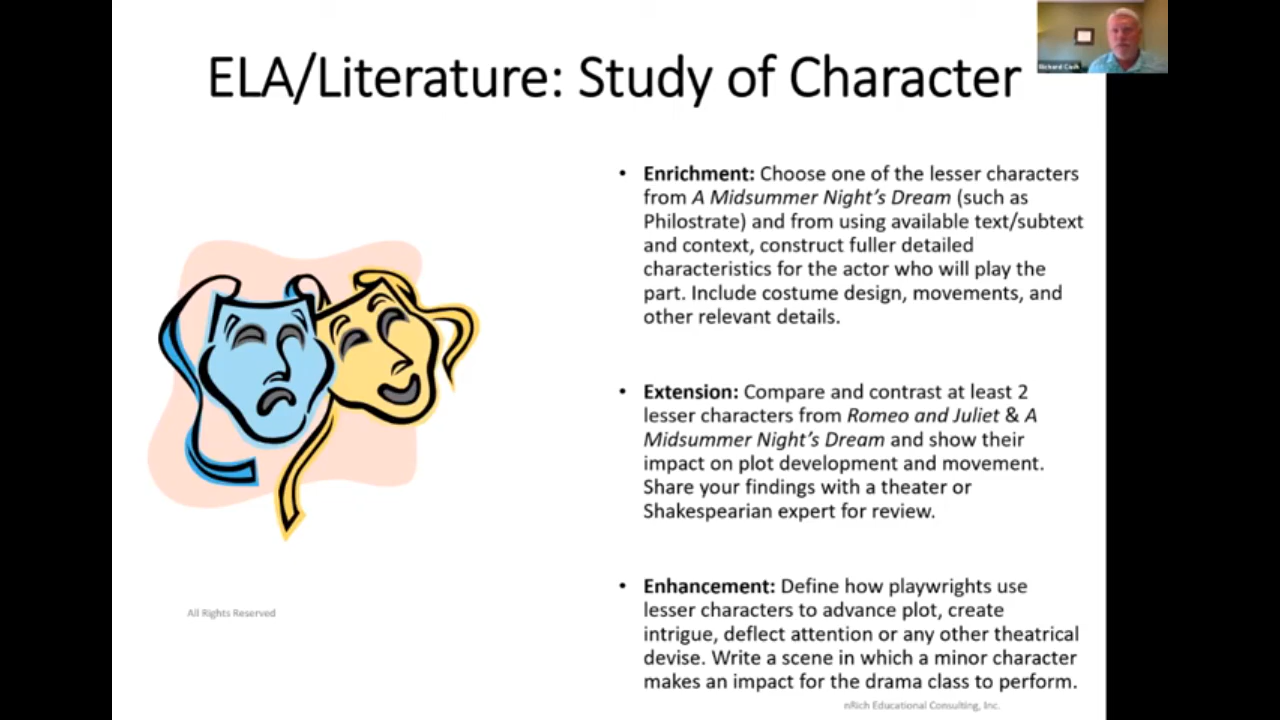 Richard Cash
ELA/Literature: Study of Character
• Enrichment: Choose one of the lesser characters
from A Midsummer Night's Dream (such as
Philostrate) and from using available text/subtext
and context, construct fuller detailed
characteristics for the actor who will play the
part. Include costume design, movements, and
other relevant details.
• Extension: Compare and contrast at least 2
lesser characters from Romeo and Juliet & A
Midsummer Night's Dream and show their
impact on plot development and movement.
Share your findings with a theater or
Shakespearian expert for review.
• Enhancement: Define how playwrights use
lesser characters to advance plot, create
intrigue, deflect attention or any other theatrical
devise. Write a scene in which a minor character
makes an impact for the drama class to perform.
All Rights Reserved
nRich Educational Consulting, Inc.